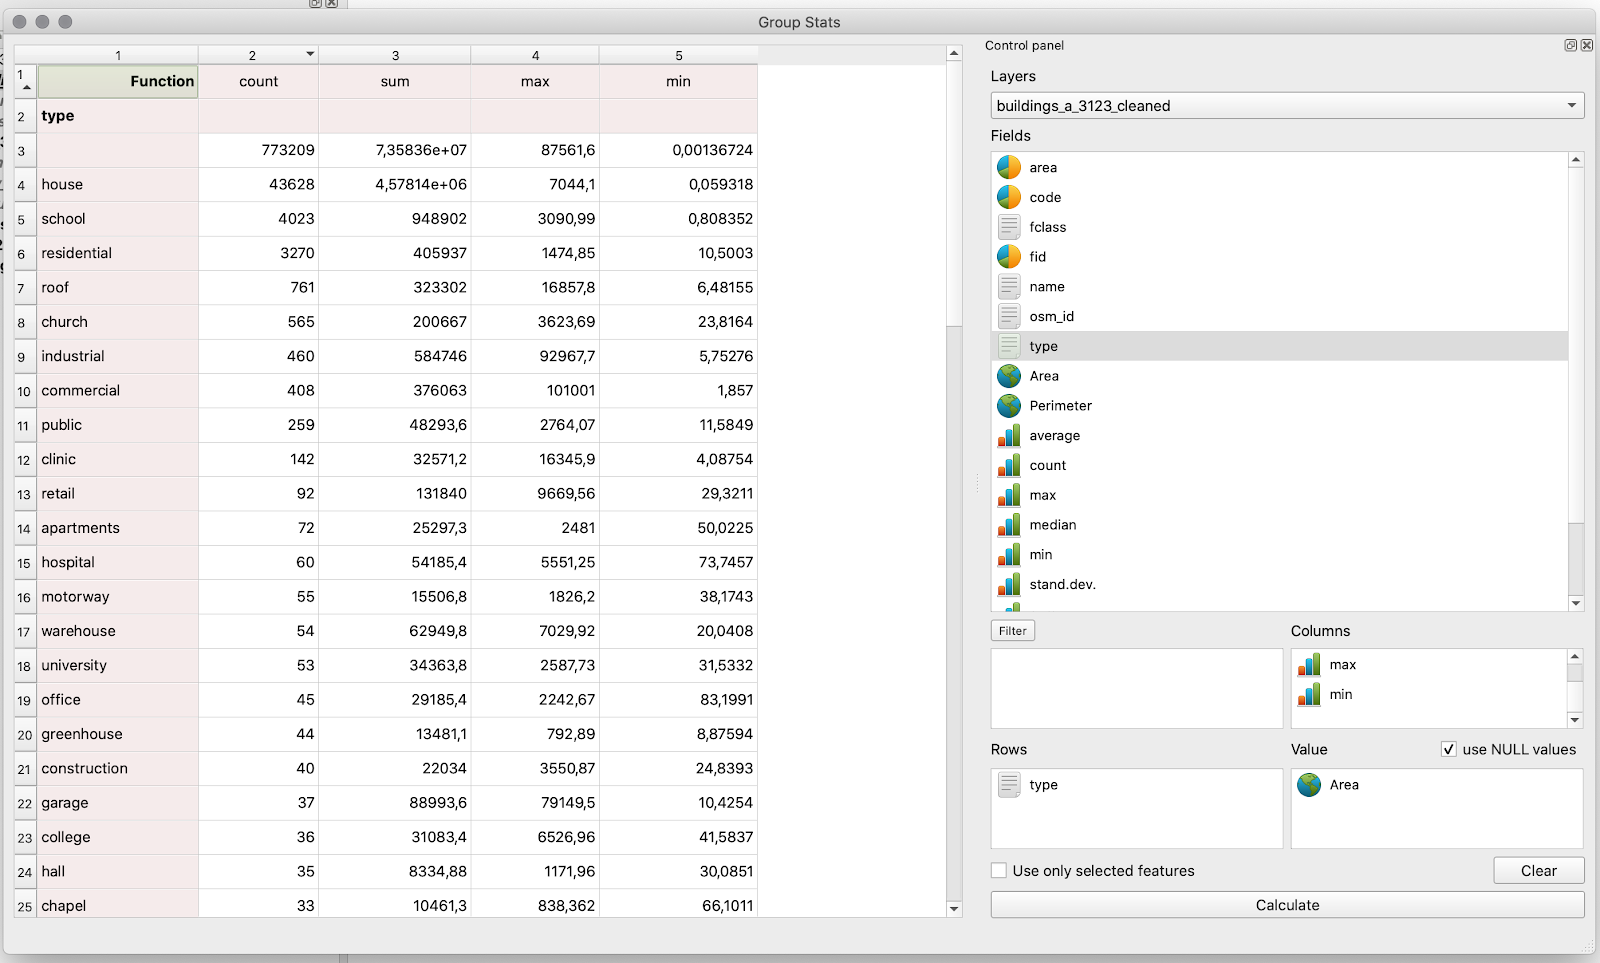 Group Stats
1 2 3 4 5
1 Function count sum max min
2 type
3 773209 7,35836e+07 87561,6 0,00136724
4 house 43628 4,57814e+06 7044,1 0,059318
5 school 4023 948902 3090,99 0,808352
6 residential 3270 405937 1474,85 10,5003
7 roof 761 323302 16857,8 6,48155
8 church 565 200667 3623,69 23,8164
9 industrial 460 584746 92967,7 5,75276
10 commercial 408 376063 101001 1,857
11 public 259 48293,6 2764,07 11,5849
12 clinic 142 32571,2 16345,9 4,08754
13 retail 92 131840 9669,56 29,3211
14 apartments 72 25297,3 2481 50,0225
15 hospital 60 54185,4 5551,25 73,7457
16 motorway 55 15506,8 1826,2 38,1743
17 warehouse 54 62949,8 7029,92 20,0408
18 university 53 34363,8 2587,73 31,5332
19 office 45 29185,4 2242,67 83,1991
20 greenhouse 44 13481,1 792,89 8,87594
21 construction 40 22034 3550,87 24,8393
22 garage 37 88993,6 79149,5 10,4254
23 college 36 31083,4 6526,96 41,5837
24 hall 35 8334,88 1171,96 30,0851
25 chapel 33 10461,3 838,362 66,1011
Control panel
Layers
buildings_a_3123_cleaned
Fields
area
code
fclass
fid
name
osm_id
type
Area
Perimeter
average
count
max
median
min
stand.dev.
Filter
Columns
max
min
Rows
type
Value
use NULL values
Area
Use only selected features
Clear
Calculate